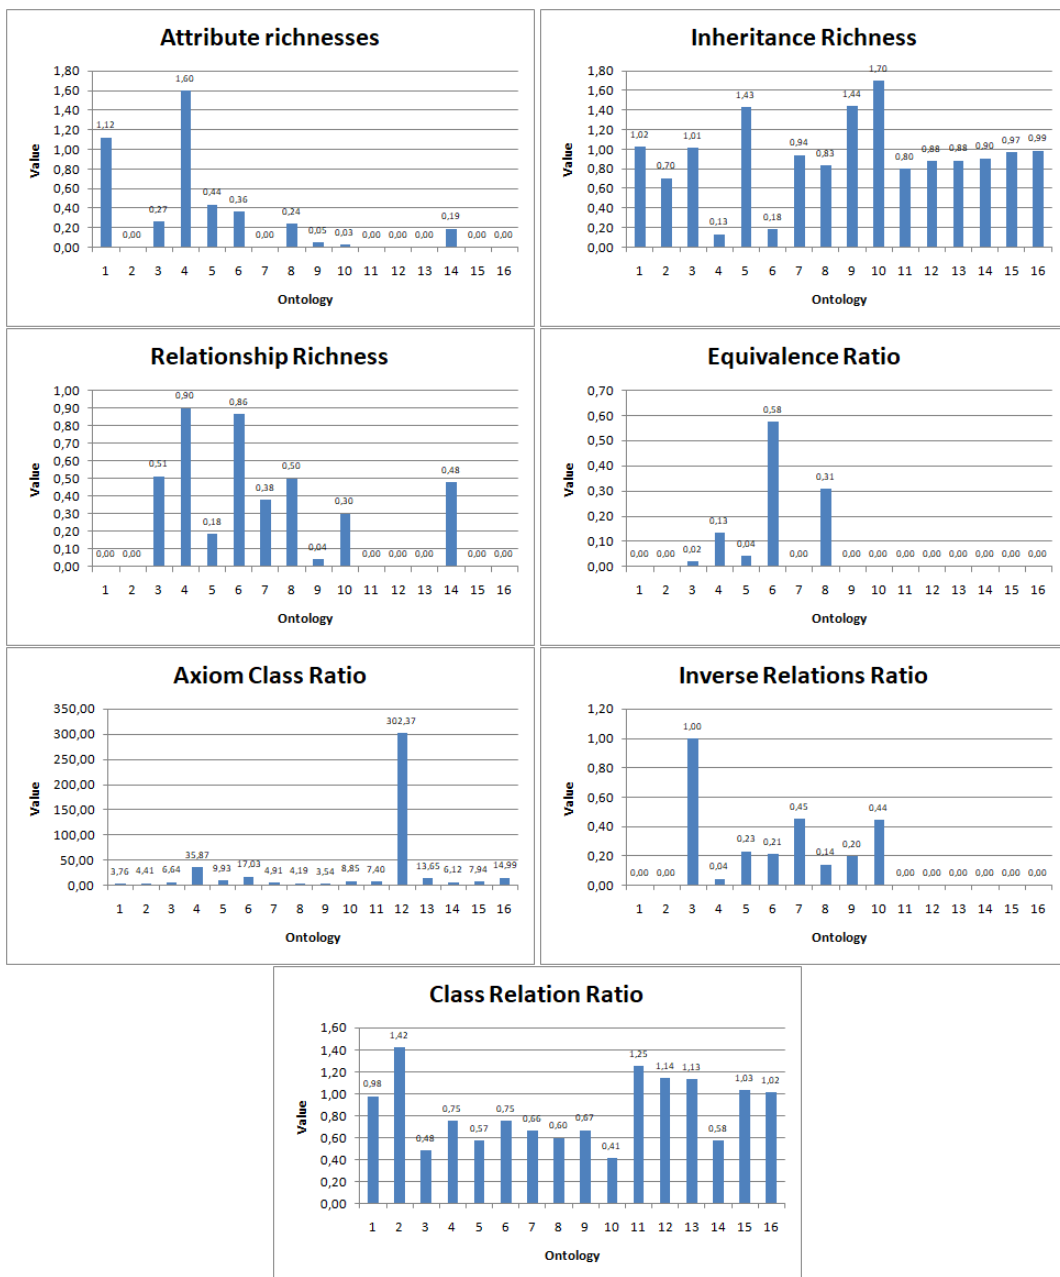 Attribute richnesses
1,80
1,60
1,40
1,20
1,00
0,80
0,60
0,40
0,20
0,00
Value
1,12 0,00 0,27 1,60 0,44 0,36 0,00 0,24 0,05 0,03 0,00 0,00 0,00 0,19 0,00 0,00
1 2 3 4 5 6 7 8 9 10 11 12 13 14 15 16
Ontology
Inheritance Richness
1,80
1,60
1,40
1,20
1,00
0,80
0,60
0,40
0,20
0,00
Value
1,02 0,70 1,01 0,13 1,43 0,18 0,94 0,83 1,44 1,70 0,80 0,88 0,88 0,90 0,97 0,99
1 2 3 4 5 6 7 8 9 10 11 12 13 14 15 16
Ontology
Relationship Richness
1,00
0,90
0,80
0,70
0,60
0,50
0,40
0,30
0,20
0,10
0,00
Value
0,00 0,00 0,51 0,90 0,18 0,86 0,38 0,50 0,04 0,30 0,00 0,00 0,00 0,48 0,00 0,00
1 2 3 4 5 6 7 8 9 10 11 12 13 14 15 16
Ontology
Equivalence Ratio
0,70
0,60
0,50
0,40
0,30
0,20
0,10
0,00
Value
0,00 0,00 0,02 0,13 0,04 0,58 0,00 0,31 0,00 0,00 0,00 0,00 0,00 0,00 0,00 0,00
1 2 3 4 5 6 7 8 9 10 11 12 13 14 15 16
Ontology
Axiom Class Ratio
350,00
300,00
250,00
200,00
150,00
100,00
50,00
0,00
Value
3,76 4,41 6,64 35,87 9,93 17,03 4,91 4,19 3,54 8,85 7,40 302,37 13,65 6,12 7,94 14,99
1 2 3 4 5 6 7 8 9 10 11 12 13 14 15 16
Ontology
Inverse Relations Ratio
1,20
1,00
0,80
0,60
0,40
0,20
0,00
Value
0,00 0,00 1,00 0,04 0,23 0,21 0,45 0,14 0,20 0,44 0,00 0,00 0,00 0,00 0,00 0,00
1 2 3 4 5 6 7 8 9 10 11 12 13 14 15 16
Ontology
Class Relation Ratio
1,60
1,40
1,20
1,00
0,80
0,60
0,40
0,20
0,00
Value
0,98 1,42 0,48 0,75 0,57 0,75 0,66 0,60 0,67 0,41 1,25 1,14 1,13 0,58 1,03 1,02
1 2 3 4 5 6 7 8 9 10 11 12 13 14 15 16
Ontology